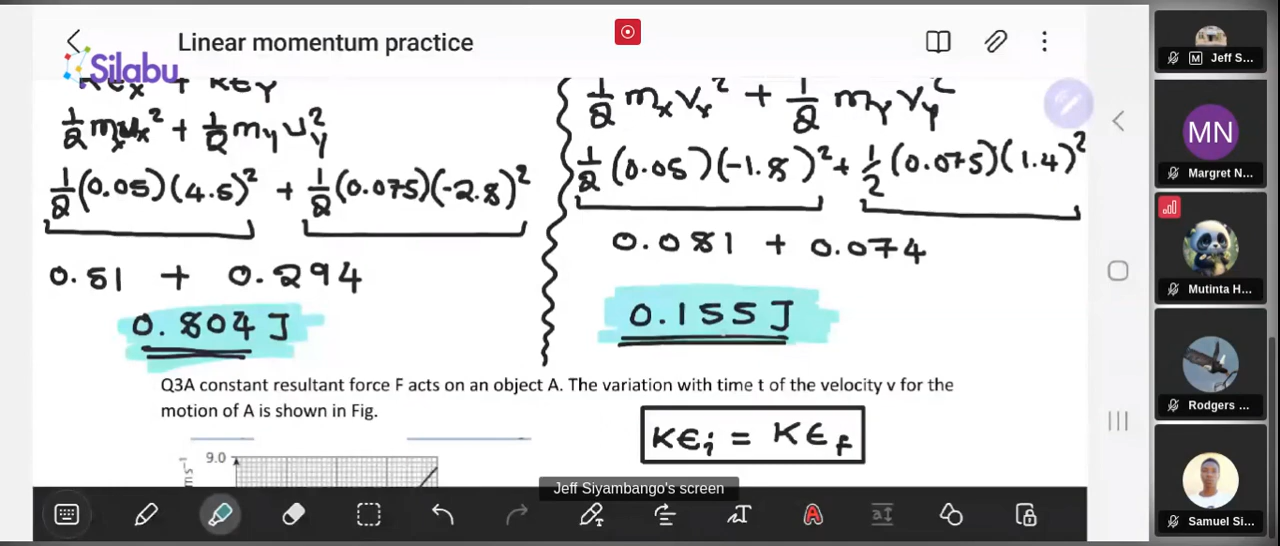 Linear momentum practice
Silabu
KEx + KEy
½mxux² + ½myuy²
½(0.05)(4.5)² + ½(0.075)(-2.8)²
0.51 + 0.294
0.804 J
½mxvx² + ½myvy²
½(0.05)(-1.8)² + ½(0.075)(1.4)²
0.081 + 0.074
0.155 J
Q3A constant resultant force F acts on an object A. The variation with time t of the velocity v for the
motion of A is shown in Fig.
KEi = KEf
9.0
Jeff Siyambango's screen
M Jeff S...
MN
Margret N...
Mutinta H...
Rodgers ...
Samuel Si...